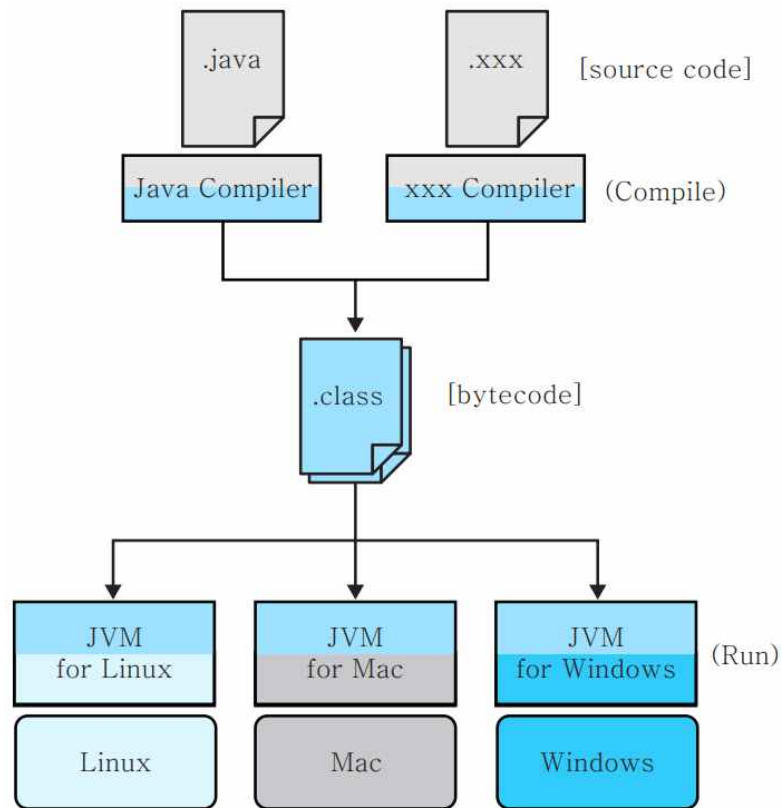 .java
.xxx
[source code]
Java Compiler
xxx Compiler
(Compile)
.class
[bytecode]
JVM
for Linux
JVM
for Mac
JVM
for Windows
(Run)
Linux
Mac
Windows